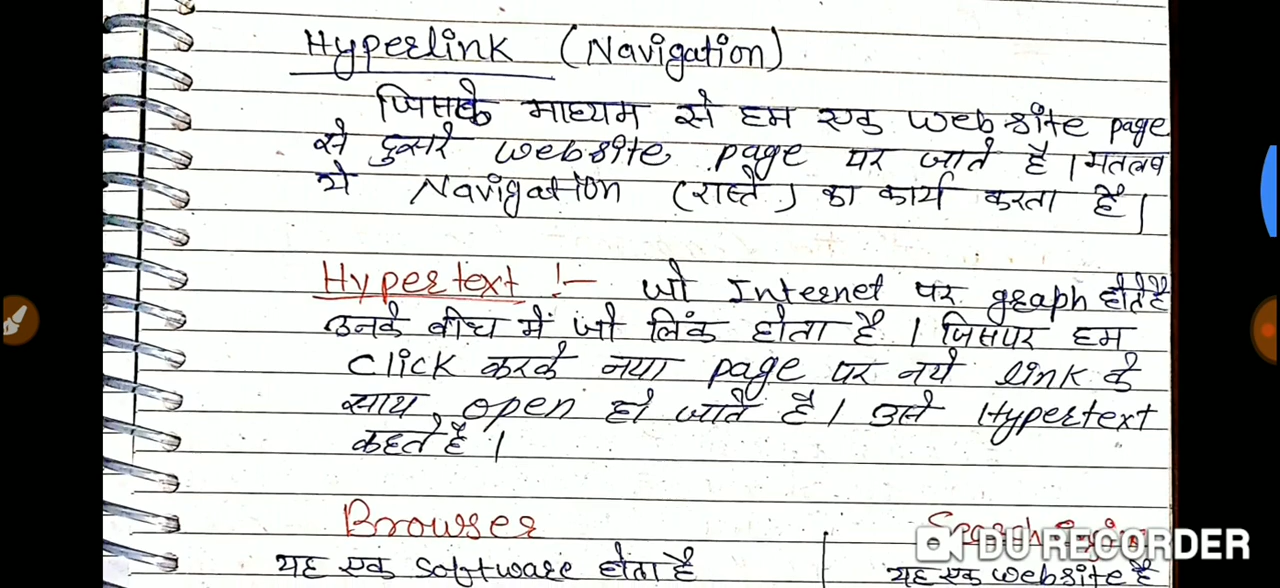 Hyperlink (Navigation)
जिसके माध्यम से हम एक website page
से दुसरे website page पर जाते है । मतलब
ये Navigation (रास्ते) का कार्य करता है ।
Hypertext :- जो Internet पर graph होते है
उनके बीच में जो लिंक होता है । जिसपर हम
click करके नया page पर नये link के
साथ open हो जाते है । उसे Hypertext
कहते है ।
Browser
यह एक software होता है
यह एक website है
DU RECORDER